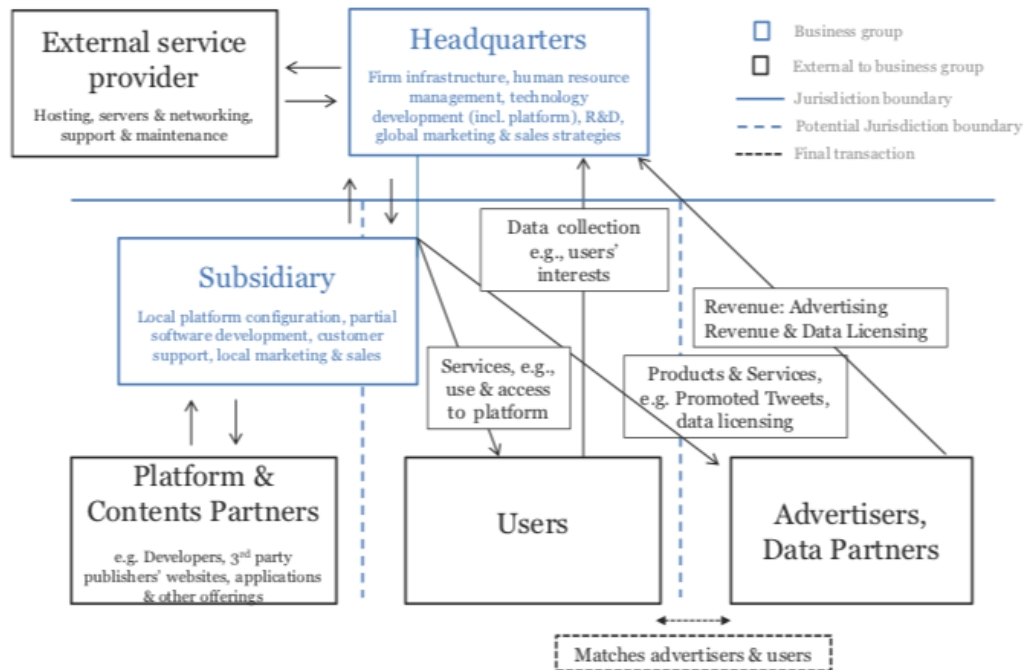 External service
provider
Hosting, servers & networking,
support & maintenance
Headquarters
Firm infrastructure, human resource
management, technology
development (incl. platform), R&D,
global marketing & sales strategies
Business group
External to business group
Jurisdiction boundary
Potential Jurisdiction boundary
Final transaction
Subsidiary
Local platform configuration, partial
software development, customer
support, local marketing & sales
Data collection
e.g., users'
interests
Revenue: Advertising
Revenue & Data Licensing
Services, e.g.,
use & access
to platform
Products & Services,
e.g. Promoted Tweets,
data licensing
Platform &
Contents Partners
e.g. Developers, 3rd party
publishers' websites, applications
& other offerings
Users
Advertisers,
Data Partners
Matches advertisers & users